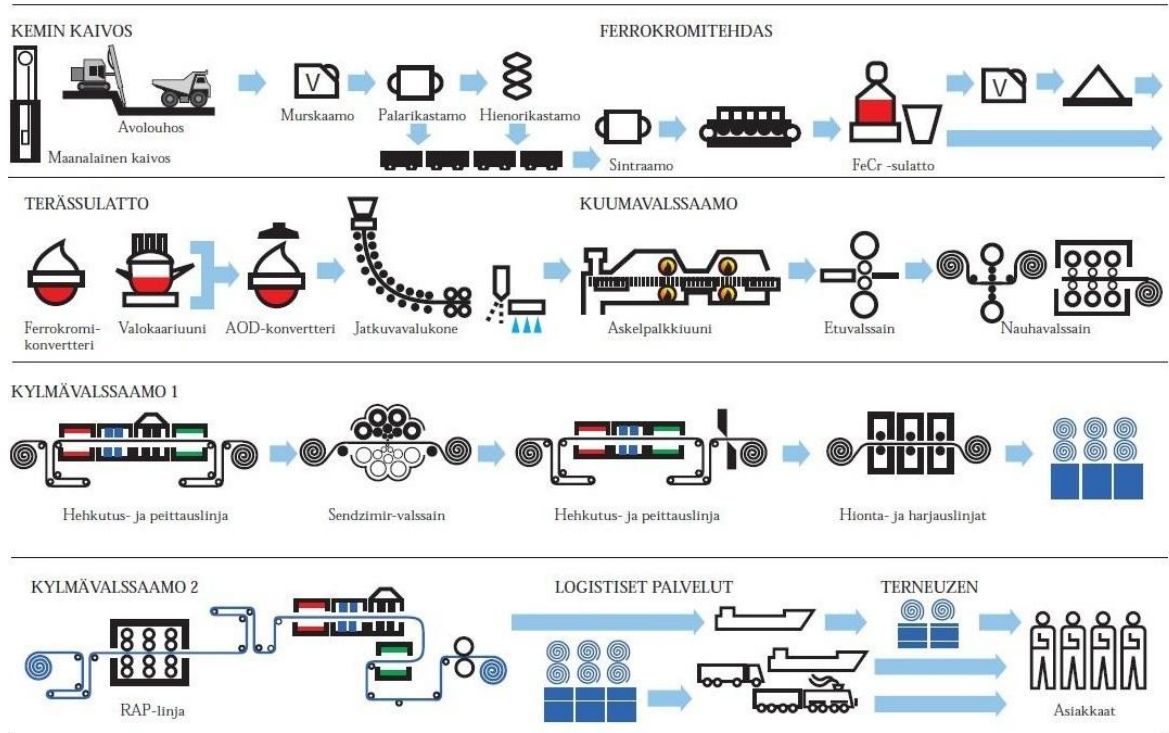 KEMIN KAIVOS
FERROKROMITEHDAS
V
V
Avolouhos
Murskaamo
Palarikastamo
Hienorikastamo
Maanalainen kaivos
Sintraamo
FeCr -sulatto
TERÄSSULATTO
KUUMAVALSSAAMO
Ferrokromi-
konvertteri
Valokaariuuni
AOD-konvertteri
Jatkuvavalukone
Askelpalkkiuuni
Etuvalssain
Nauhavalssain
KYLMÄVALSSAAMO 1
Hehkutus- ja peittauslinja
Sendzimir-valssain
Hehkutus- ja peittauslinja
Hionta- ja harjauslinjat
KYLMÄVALSSAAMO 2
LOGISTISET PALVELUT
TERNEUZEN
RAP-linja
Asiakkaat